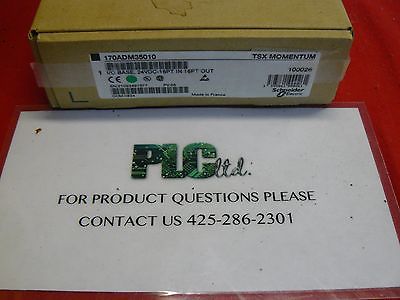 170ADM35010
TSX MOMENTUM
1 I/O BASE, 24VDC-16PT IN 16PT OUT
100026
CE
Made in France
Schneider
Electric
PLC ltd.
FOR PRODUCT QUESTIONS PLEASE
CONTACT US 425-286-2301